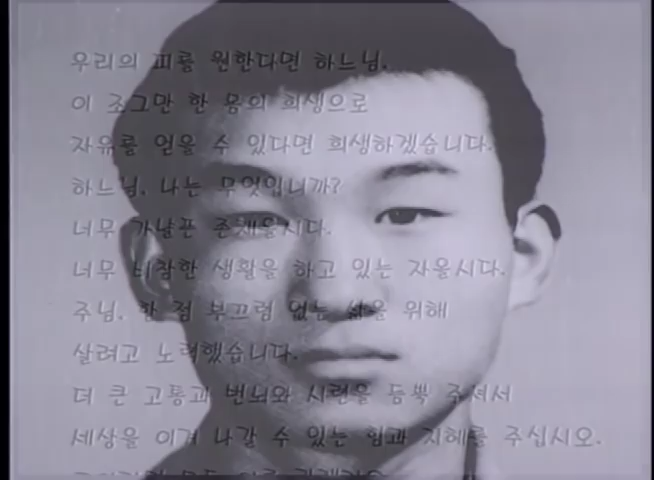 우리의 피를 원한다면 하느님.
이 조그만 한 몸의 희생으로
자유를 얻을 수 있다면 희생하겠습니다.
하느님. 나는 무엇입니까?
너무 가냘픈 존재올시다.
너무 비참한 생활을 하고 있는 자올시다.
주님. 한 점 부끄럼 없는 삶을 위해
살려고 노력했습니다.
더 큰 고통과 번뇌와 시련을 듬뿍 주셔서
세상을 이겨 나갈 수 있는 힘과 지혜를 주십시오.